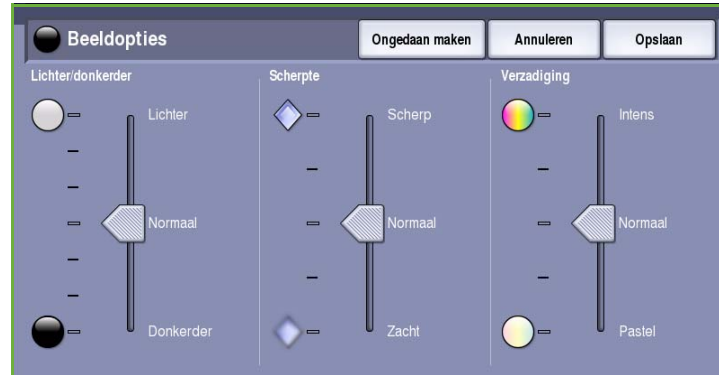 Beeldopties
Ongedaan maken
Annuleren
Opslaan
Lichter/donkerder
Scherpte
Verzadiging
Lichter
Normaal
Donkerder
Scherp
Normaal
Zacht
Intens
Normaal
Pastel